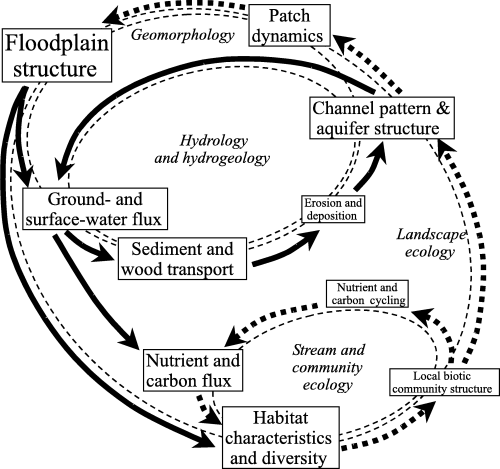 Patch
dynamics
Geomorphology
Floodplain
structure
Channel pattern &
aquifer structure
Hydrology
and hydrogeology
Ground- and
surface-water flux
Erosion and
deposition
Sediment and
wood transport
Landscape
ecology
Nutrient and
carbon cycling
Nutrient and
carbon flux
Stream and
community
ecology
Local biotic
community structure
Habitat
characteristics
and diversity